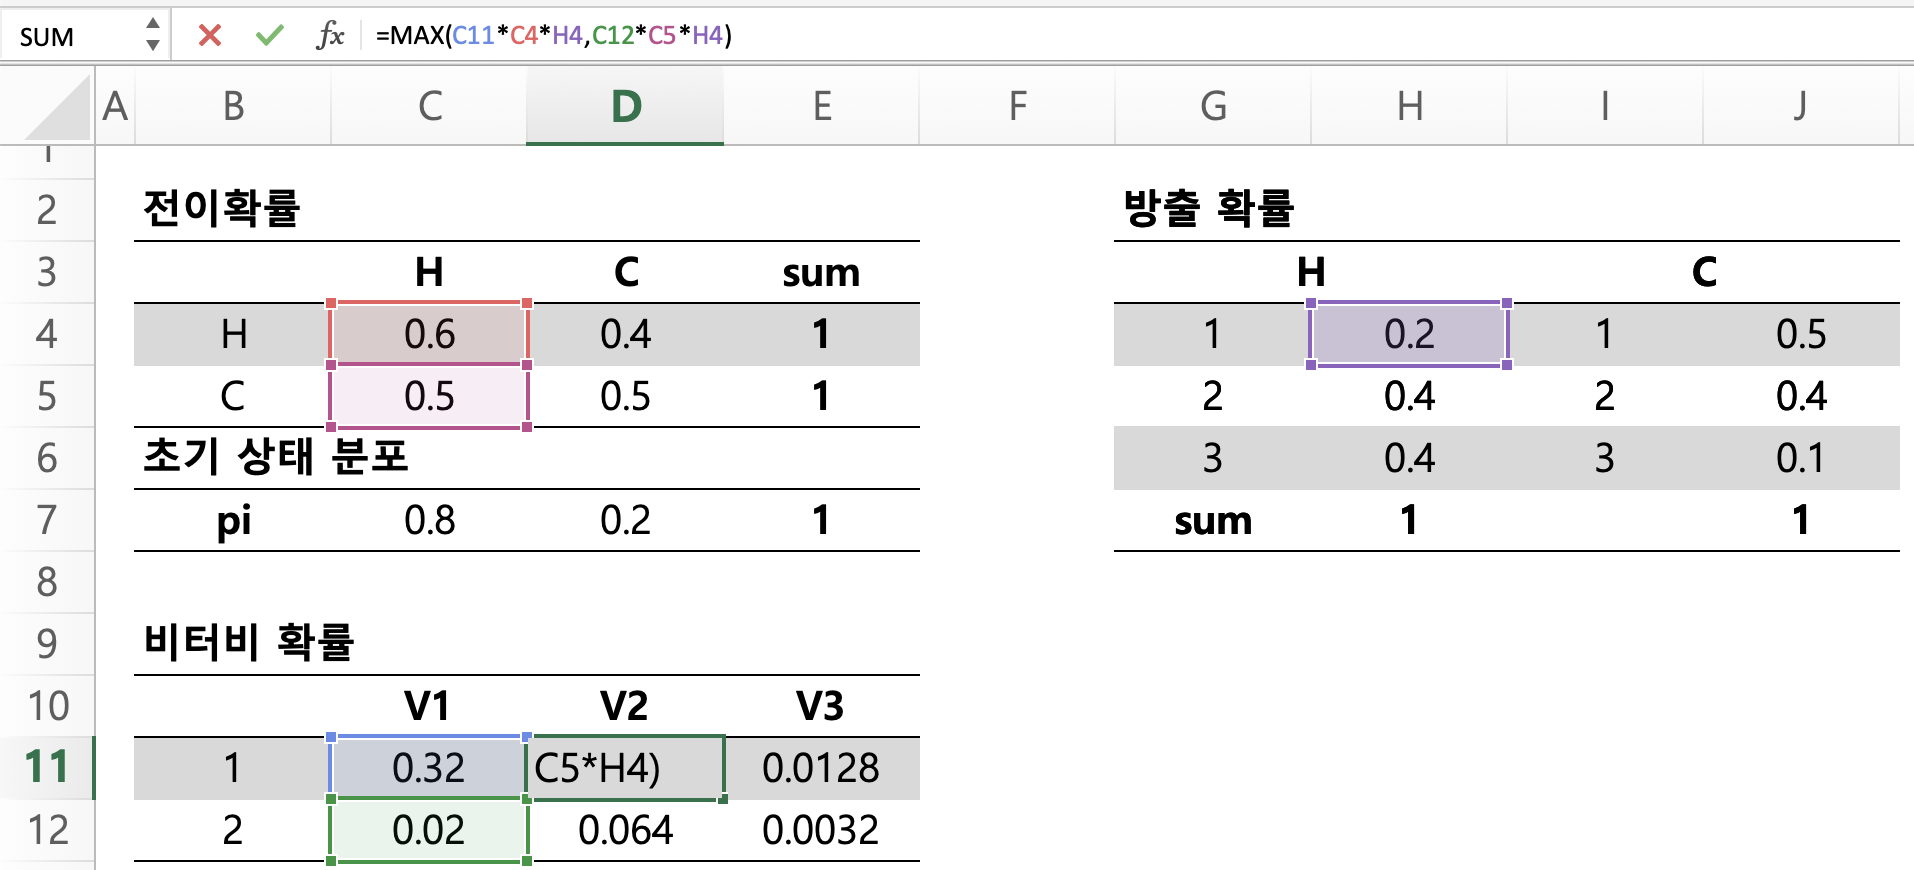 SUM fx =MAX(C11*C4*H4,C12*C5*H4)
A B C D E F G H I J
1
2 전이확률 방출 확률
3 H C sum H C
4 H 0.6 0.4 1 1 0.2 1 0.5
5 C 0.5 0.5 1 2 0.4 2 0.4
6 초기 상태 분포 3 0.4 3 0.1
7 pi 0.8 0.2 1 sum 1 1
8
9 비터비 확률
10 V1 V2 V3
11 1 0.32 C5*H4) 0.0128
12 2 0.02 0.064 0.0032